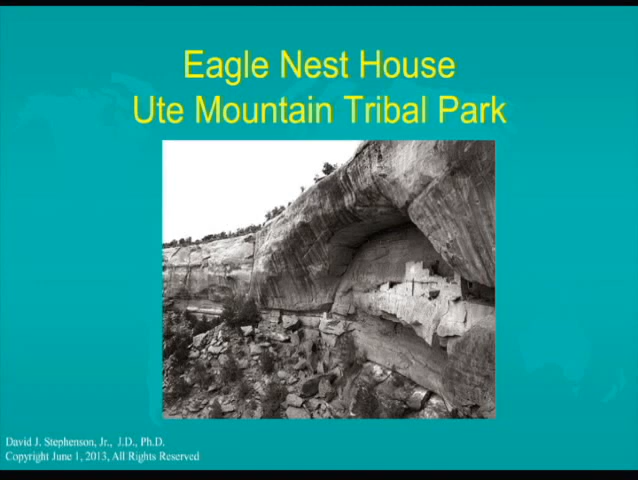 Eagle Nest House
Ute Mountain Tribal Park
David J. Stephenson, Jr., J.D., Ph.D.
Copyright June 1, 2013, All Rights Reserved